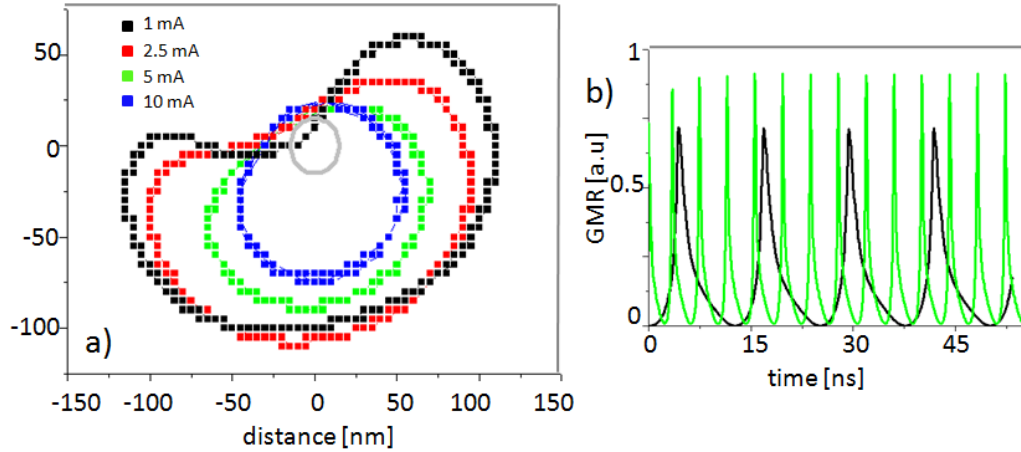 50
0
-50
-100
1 mA
2.5 mA
5 mA
10 mA
a)
-150 -100 -50 0 50 100 150
distance [nm]
b)
1
0.5
0
GMR [a.u]
0 15 30 45
time [ns]